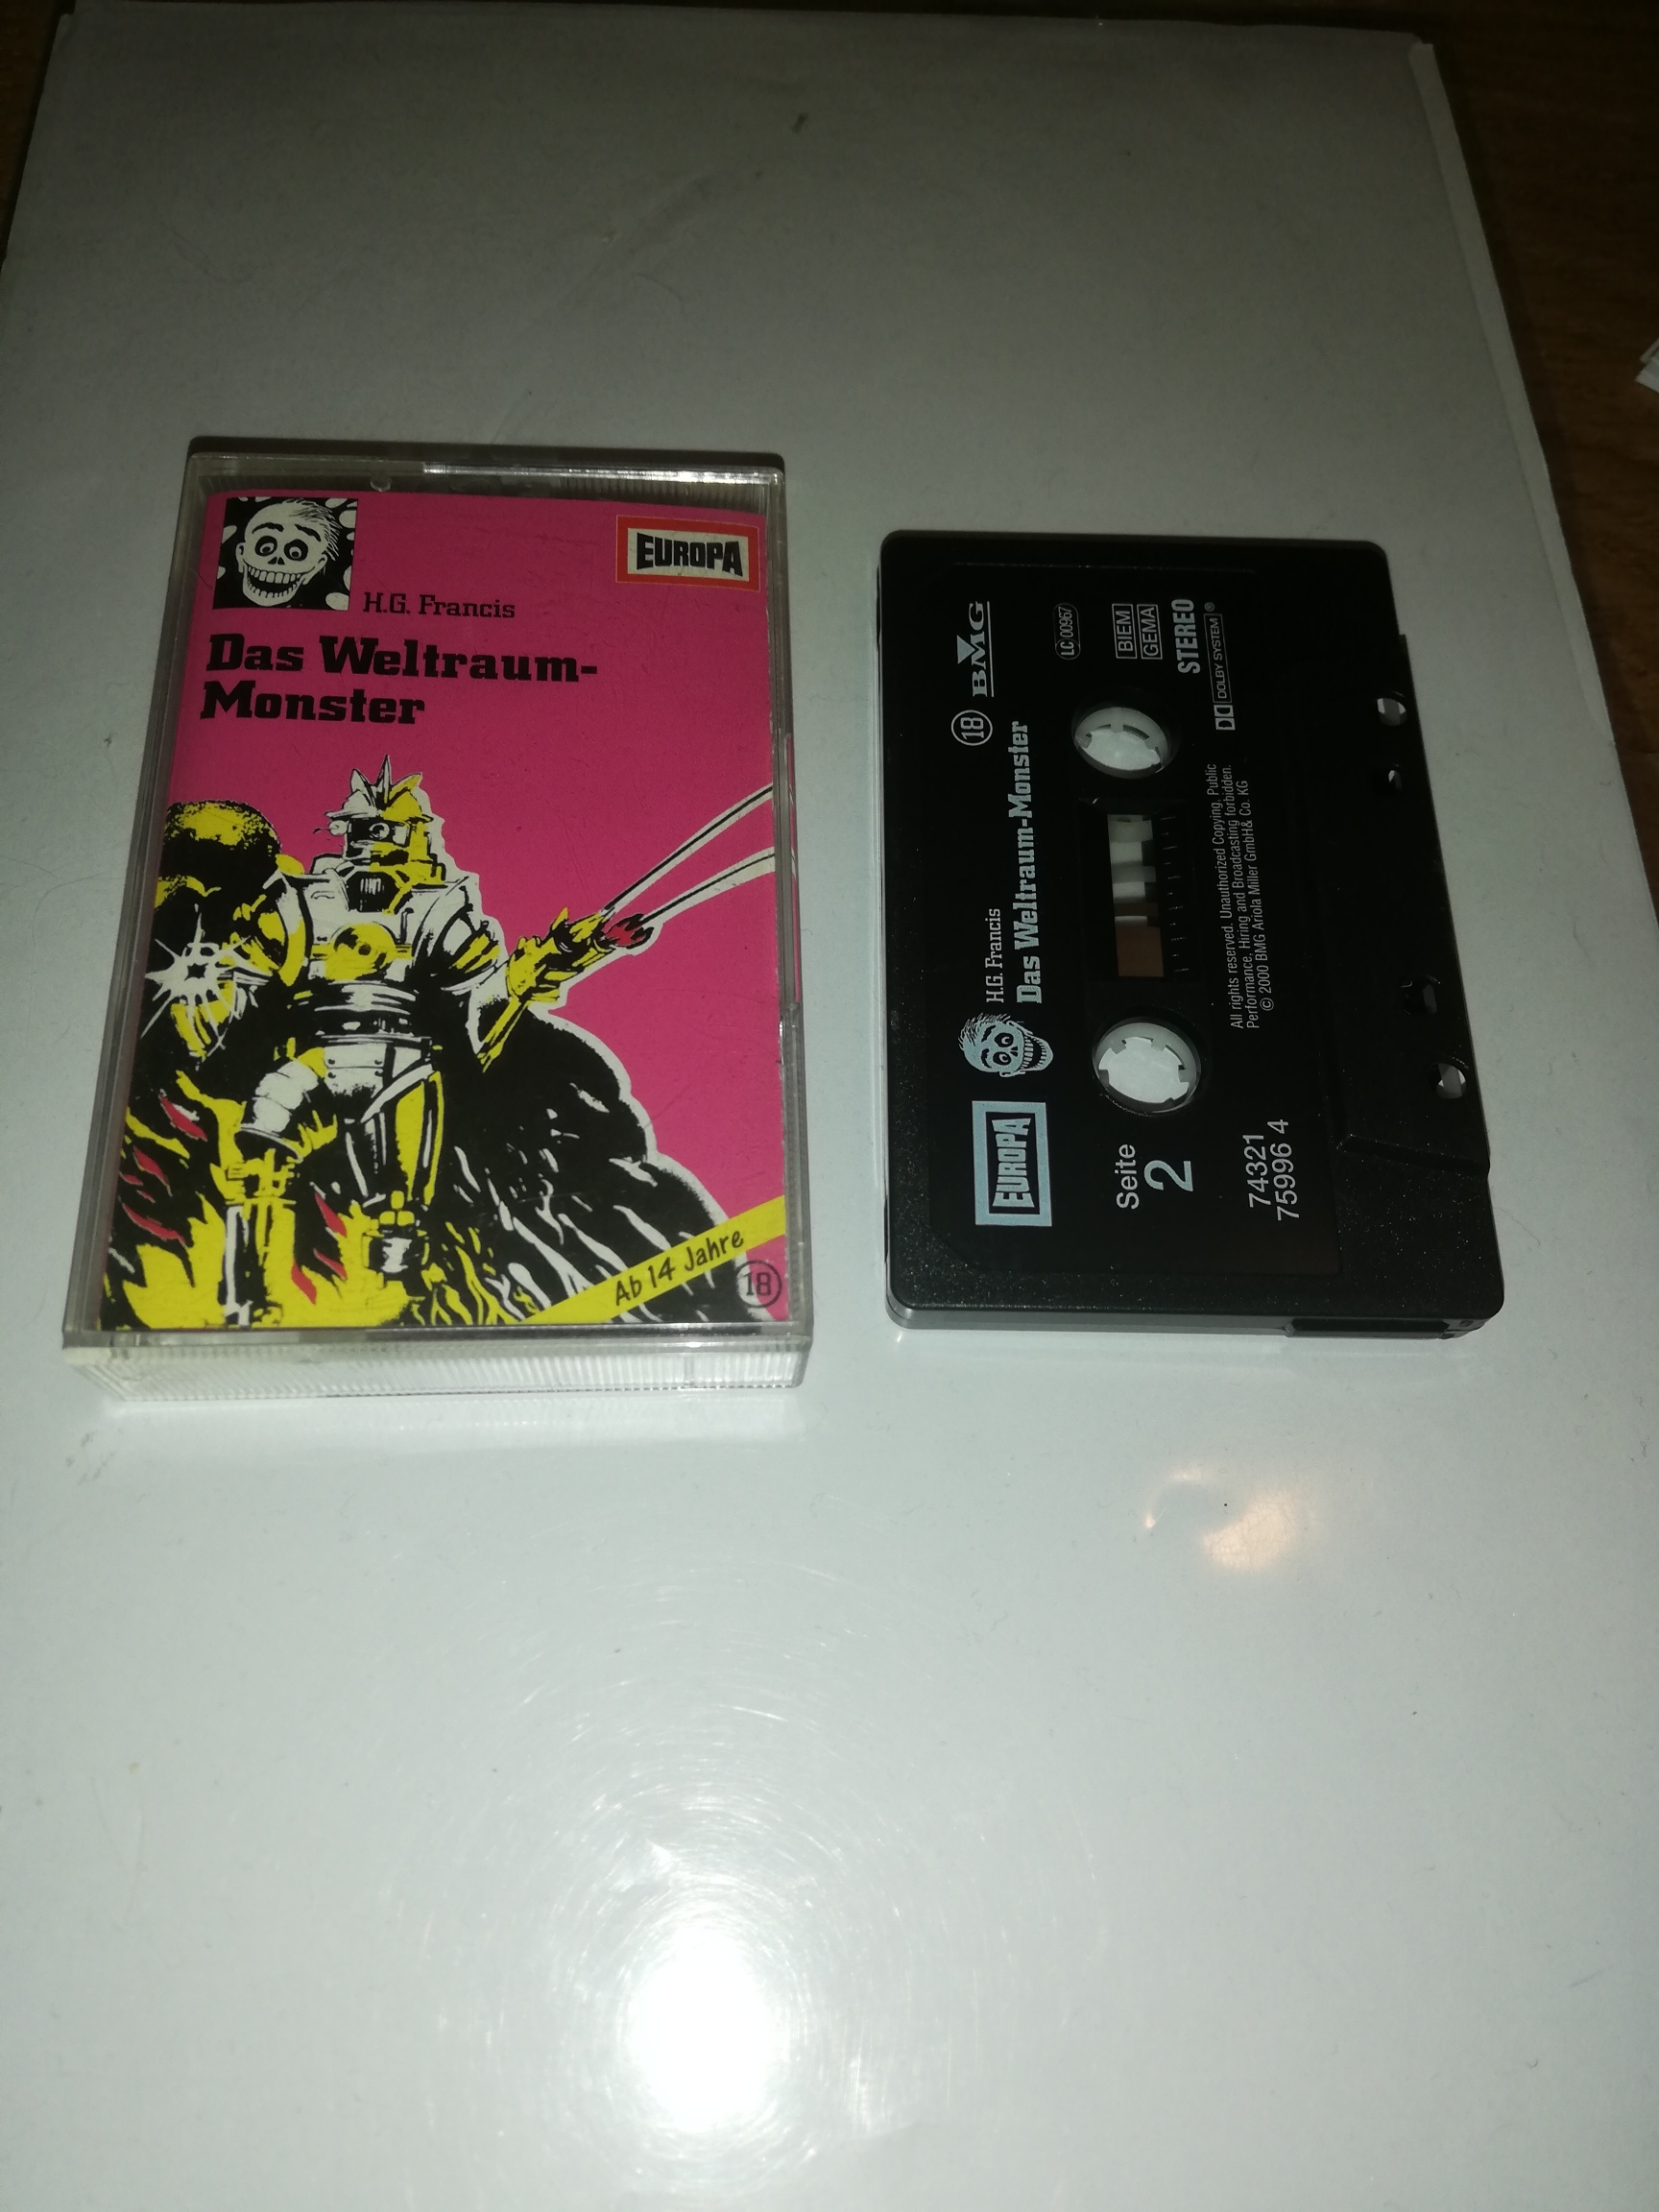 EUROPA
H.G. Francis
Das Weltraum-
Monster
Ab 14 Jahre
18
EUROPA
H.G. Francis
Das Weltraum-Monster
18
BMG
LC 00967
Seite
2
BIEM
GEMA
STEREO
DOLBY SYSTEM®
74321
75996 4
All rights reserved. Unauthorized Copying, Public
Performance, Hiring and Broadcasting forbidden.
© 2000 BMG Ariola Miller GmbH& Co. KG